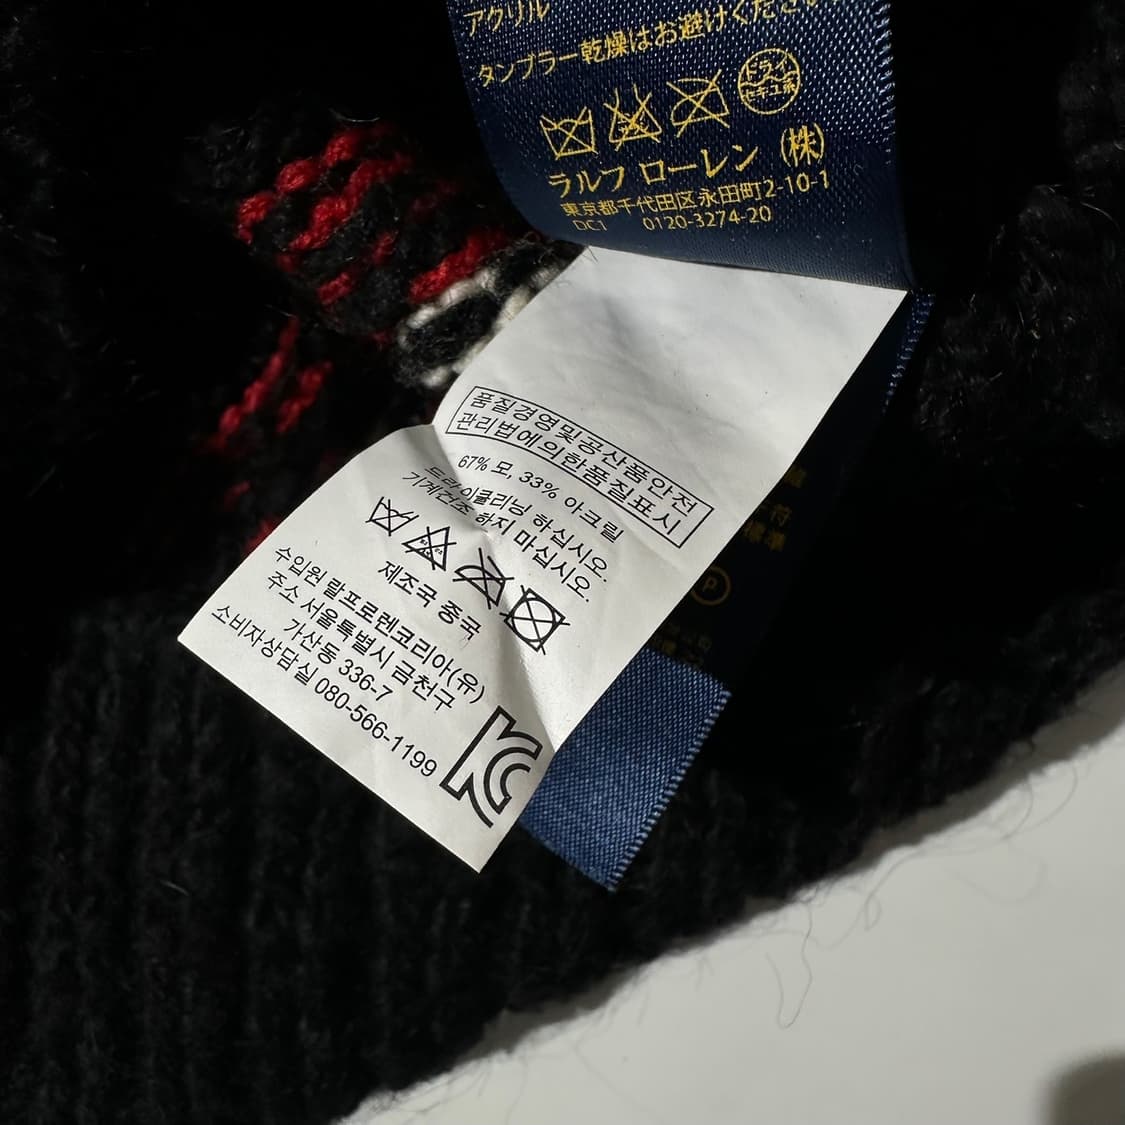 アクリル
タンブラー乾燥はお避けください
ドライ
セキユ系
ラルフ ローレン (株)
東京都千代田区永田町2-10-1
DC1 0120-3274-20
품질경영및공산품안전
관리법에의한품질표시
67% 모, 33% 아크릴
드라이클리닝 하십시오.
기계건조 하지 마십시오.
제조국 중국
수입원 랄프로렌코리아(유)
주소 서울특별시 금천구
가산동 336-7
소비자상담실 080-566-1199
符
標準
P